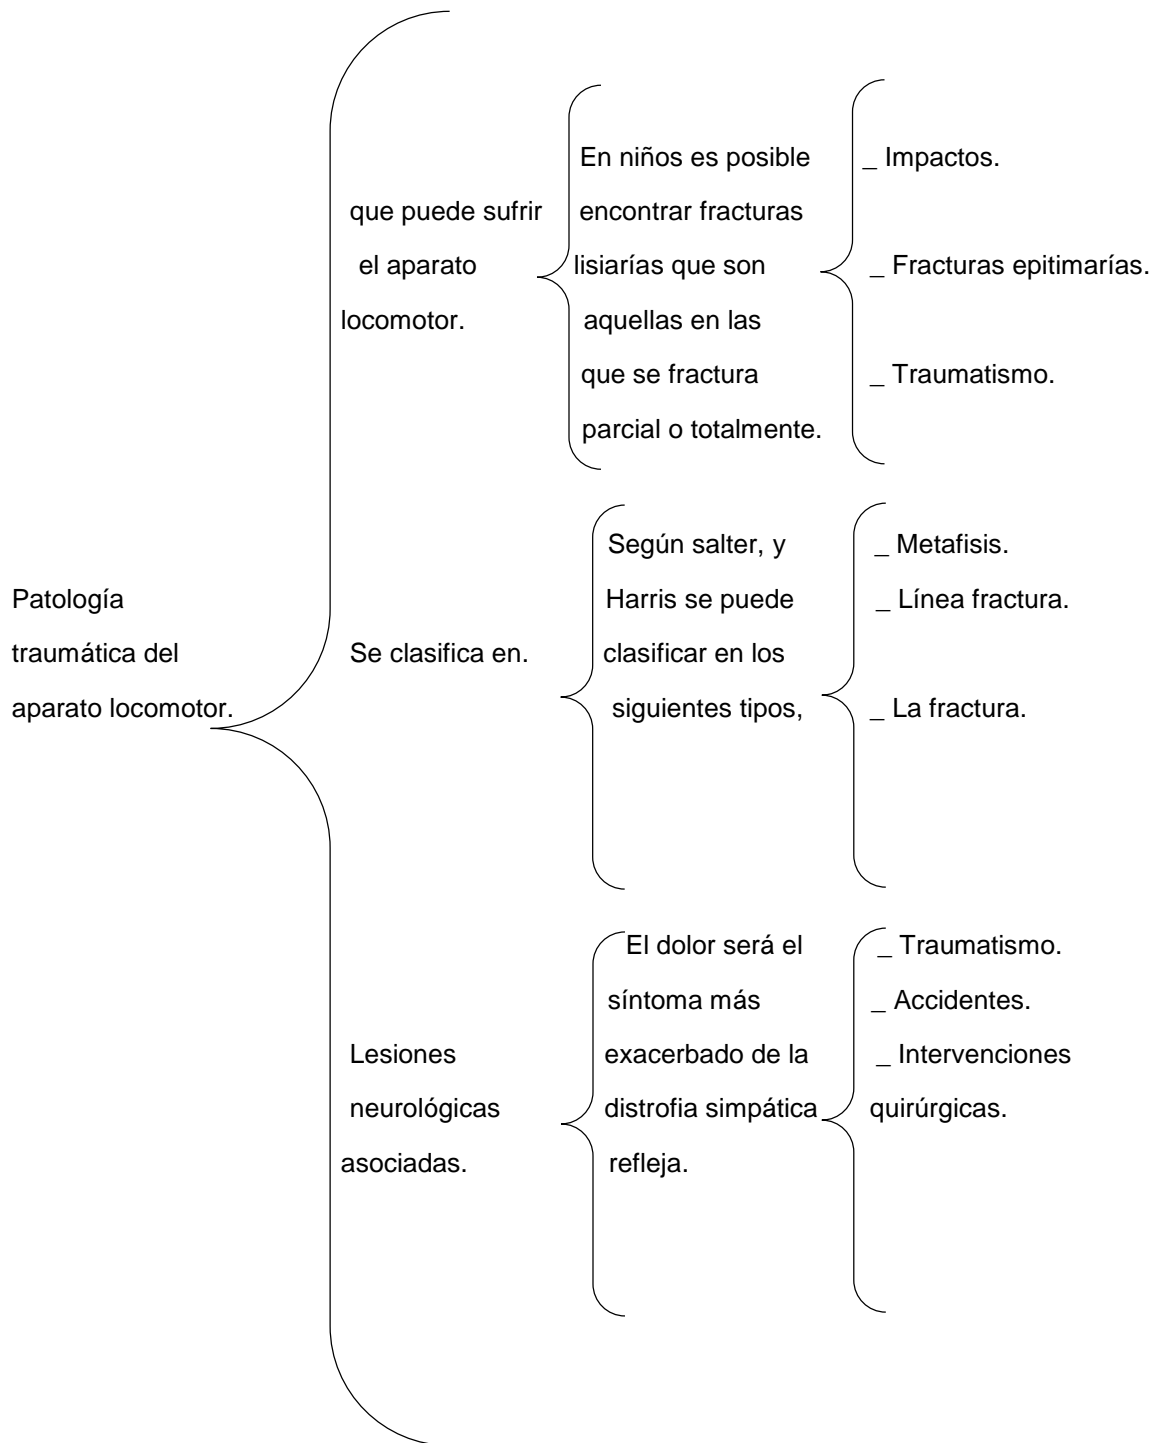 Patología
traumática del
aparato locomotor.
que puede sufrir
el aparato
locomotor.
En niños es posible
encontrar fracturas
lisiarías que son
aquellas en las
que se fractura
parcial o totalmente.
_ Impactos.
_ Fracturas epitimarías.
_ Traumatismo.
Se clasifica en.
Según salter, y
Harris se puede
clasificar en los
siguientes tipos,
_ Metafisis.
_ Línea fractura.
_ La fractura.
Lesiones
neurológicas
asociadas.
El dolor será el
síntoma más
exacerbado de la
distrofia simpática
refleja.
_ Traumatismo.
_ Accidentes.
_ Intervenciones
quirúrgicas.